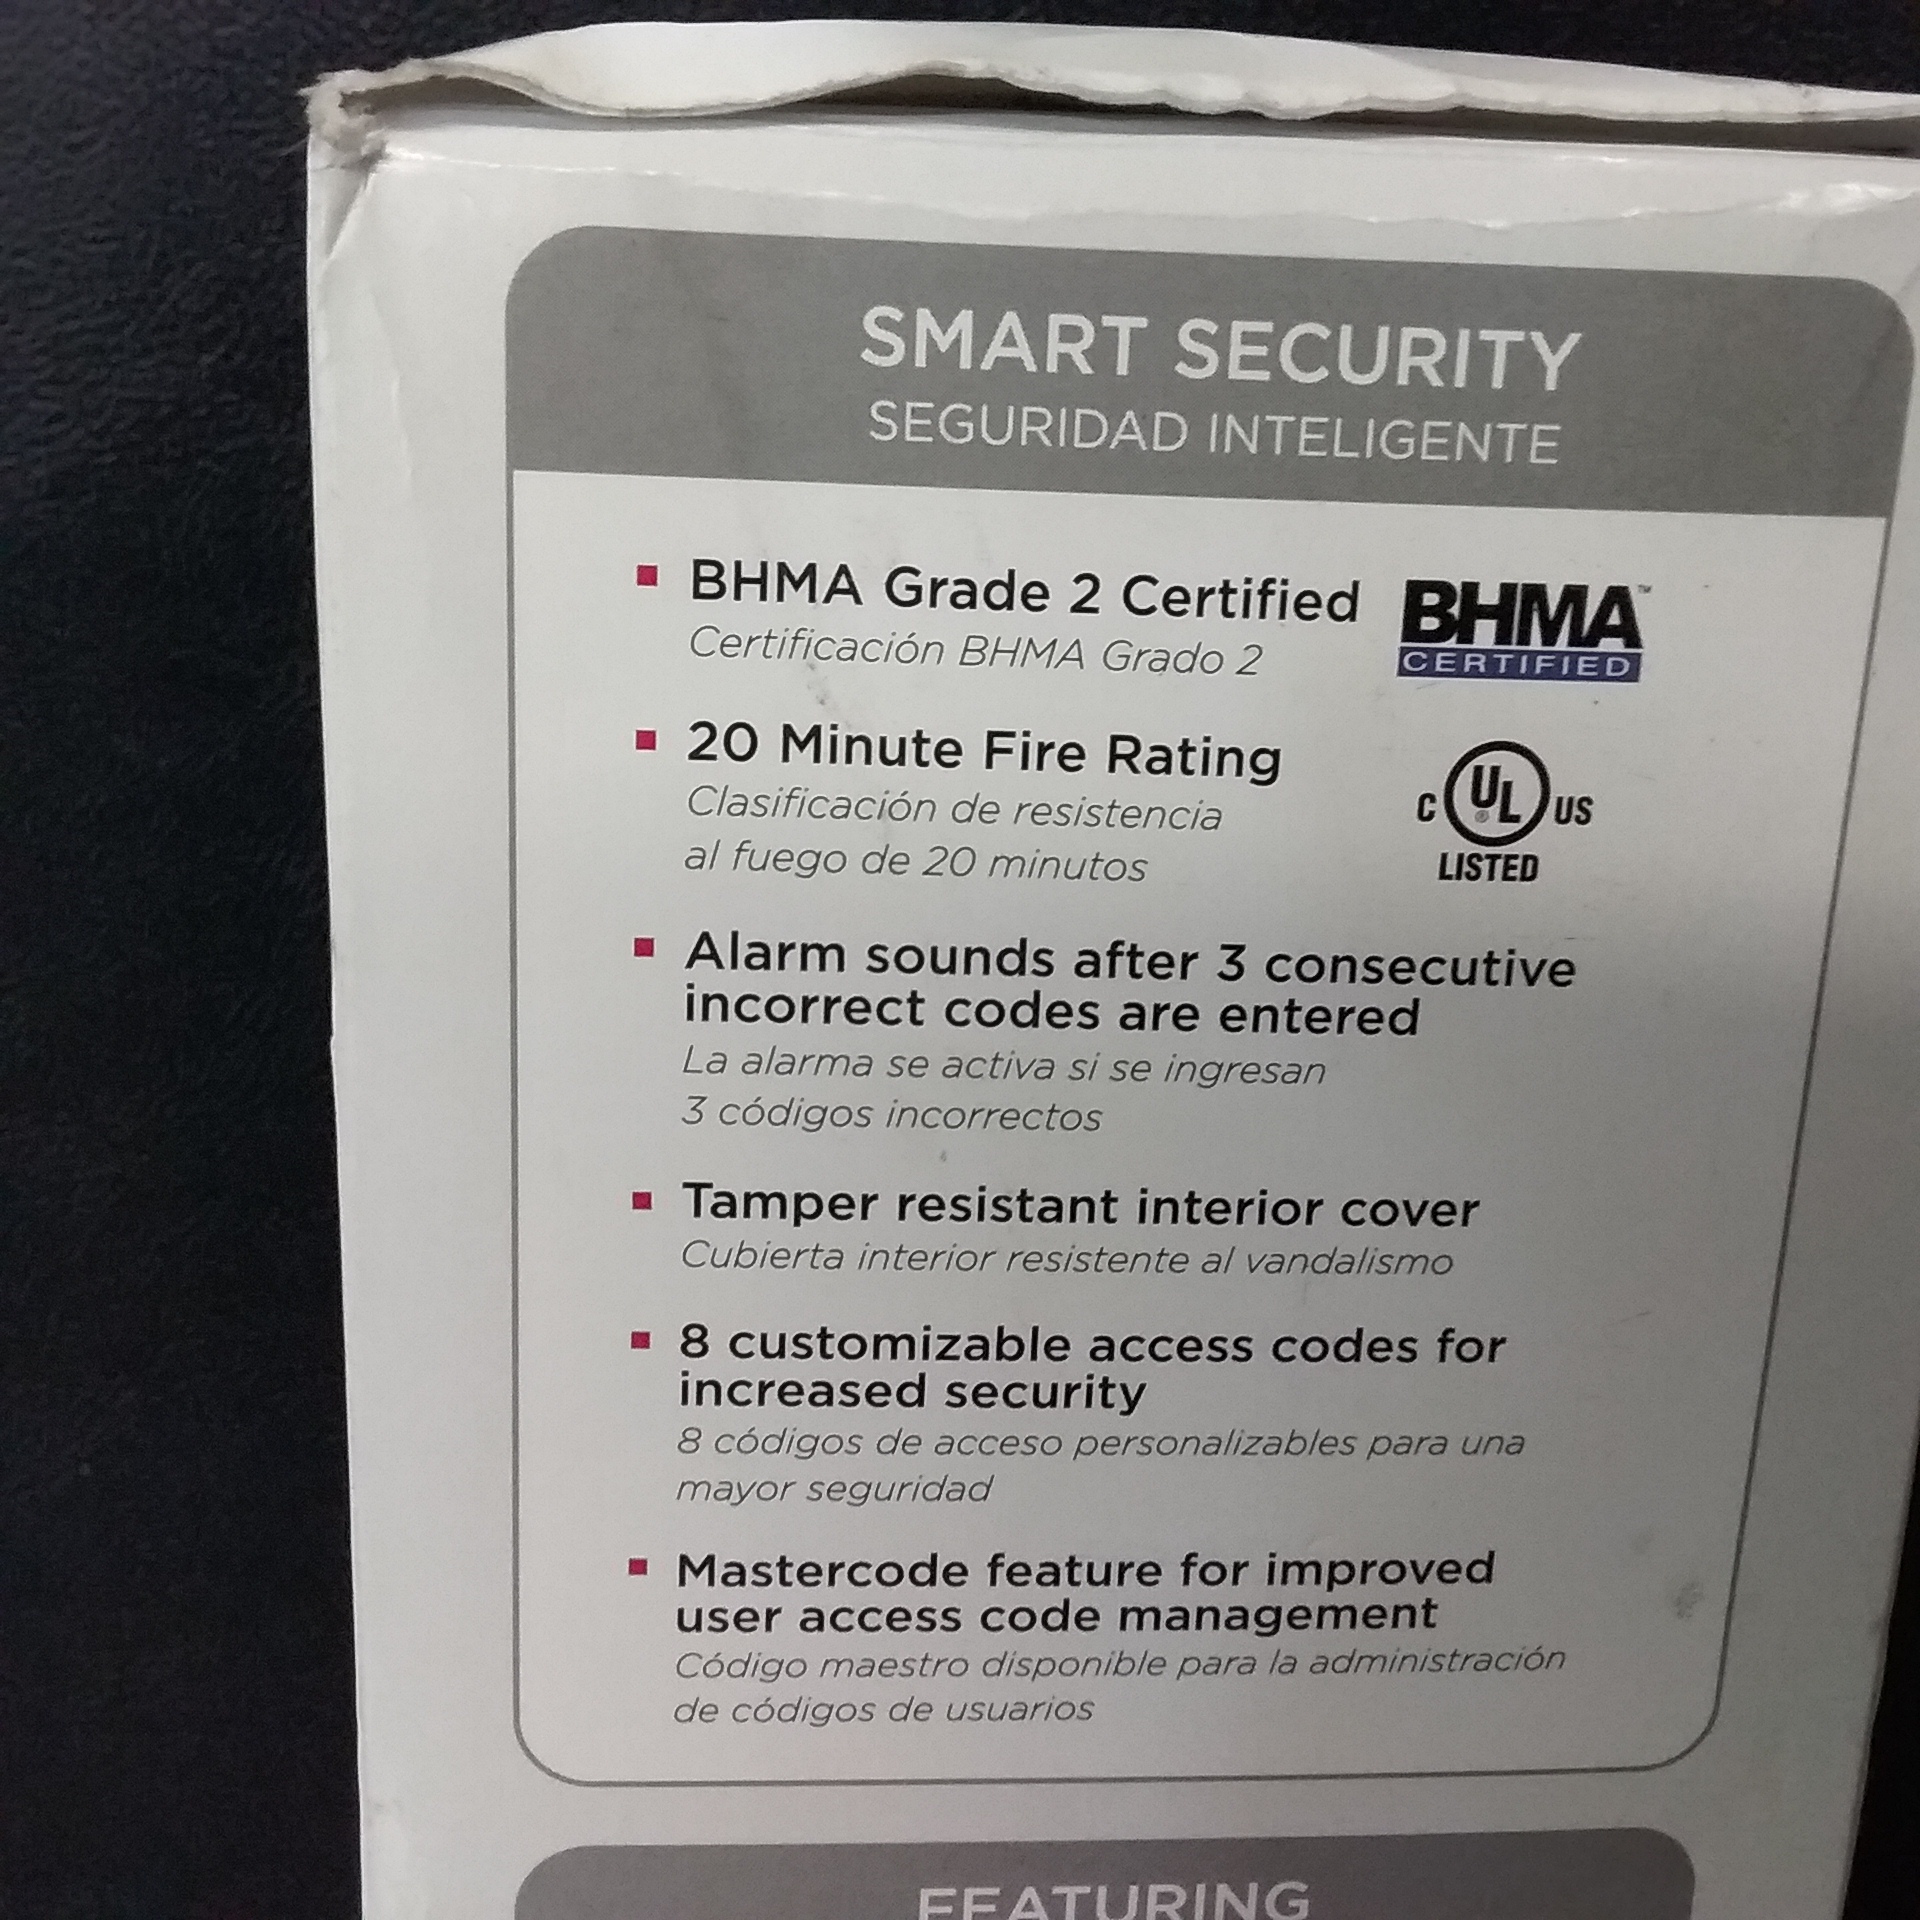 SMART SECURITY
SEGURIDAD INTELIGENTE
▪ BHMA Grade 2 Certified
Certificación BHMA Grado 2
BHMA™
CERTIFIED
▪ 20 Minute Fire Rating
Clasificación de resistencia
al fuego de 20 minutos
C UL® US
LISTED
▪ Alarm sounds after 3 consecutive
incorrect codes are entered
La alarma se activa si se ingresan
3 códigos incorrectos
▪ Tamper resistant interior cover
Cubierta interior resistente al vandalismo
▪ 8 customizable access codes for
increased security
8 códigos de acceso personalizables para una
mayor seguridad
▪ Mastercode feature for improved
user access code management
Código maestro disponible para la administración
de códigos de usuarios
FEATURING